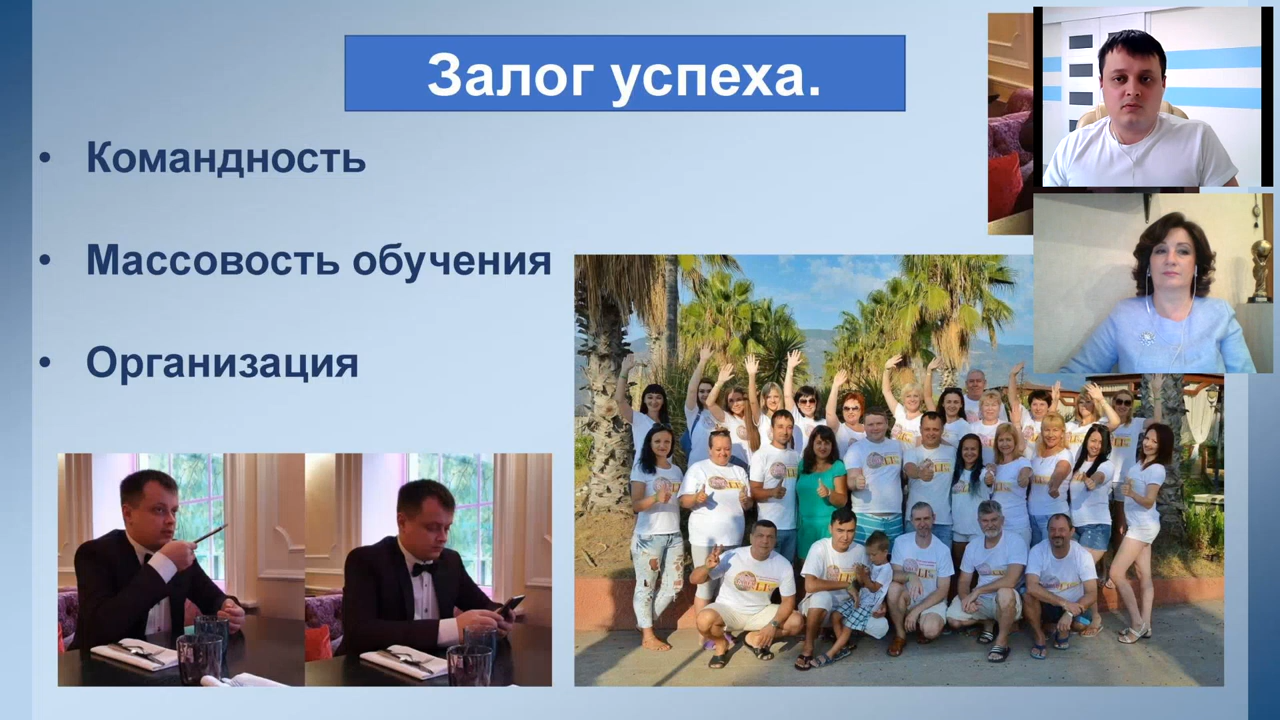 Залог успеха.
• Командность
• Массовость обучения
• Организация